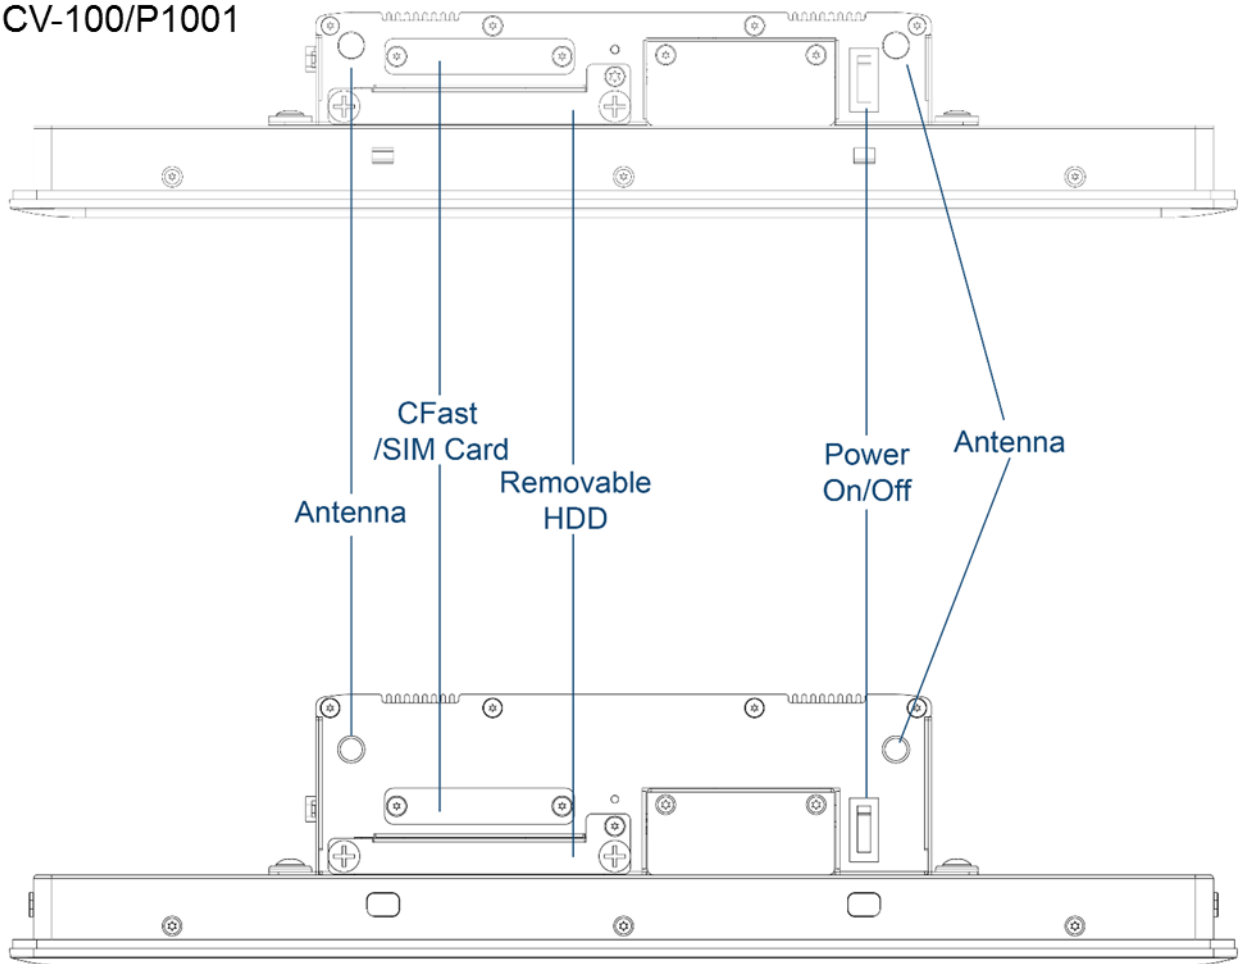 CV-100/P1001
CFast
/SIM Card
Antenna
Power
On/Off
Removable
HDD
Antenna